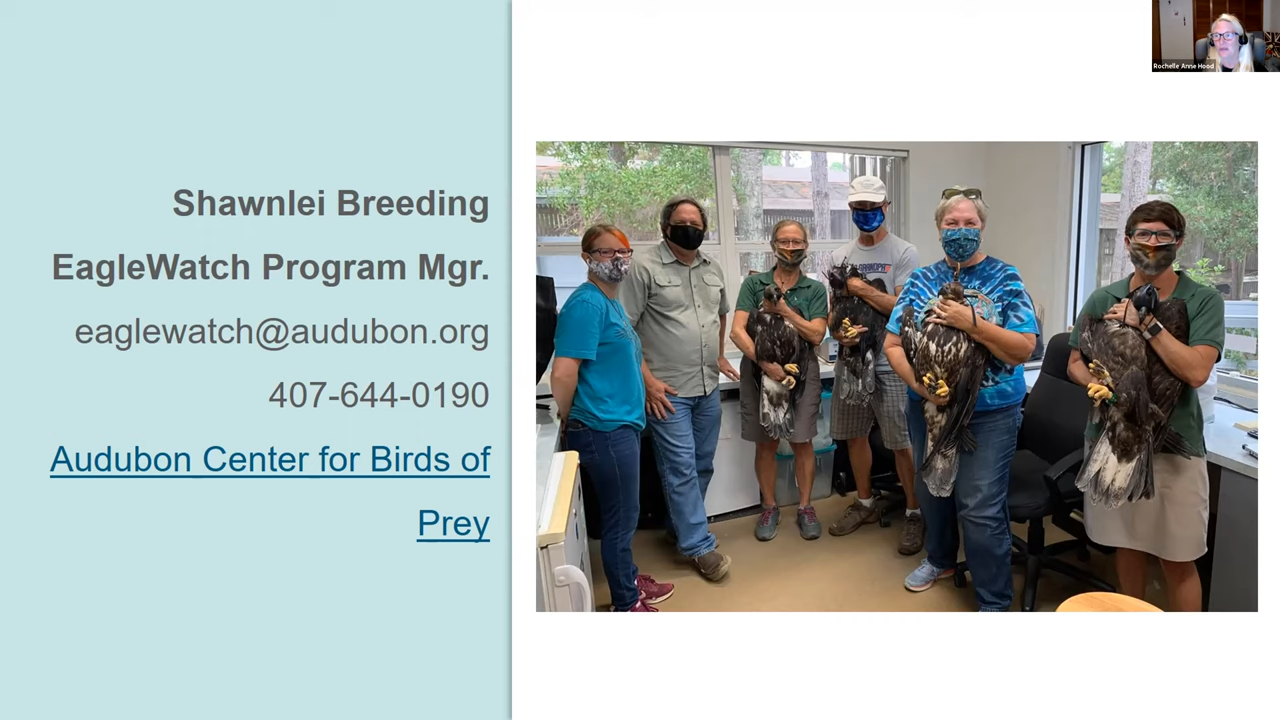 Shawnlei Breeding
EagleWatch Program Mgr.
eaglewatch@audubon.org
407-644-0190
Audubon Center for Birds of
Prey
Rochelle Anne Hood
GRANDPA